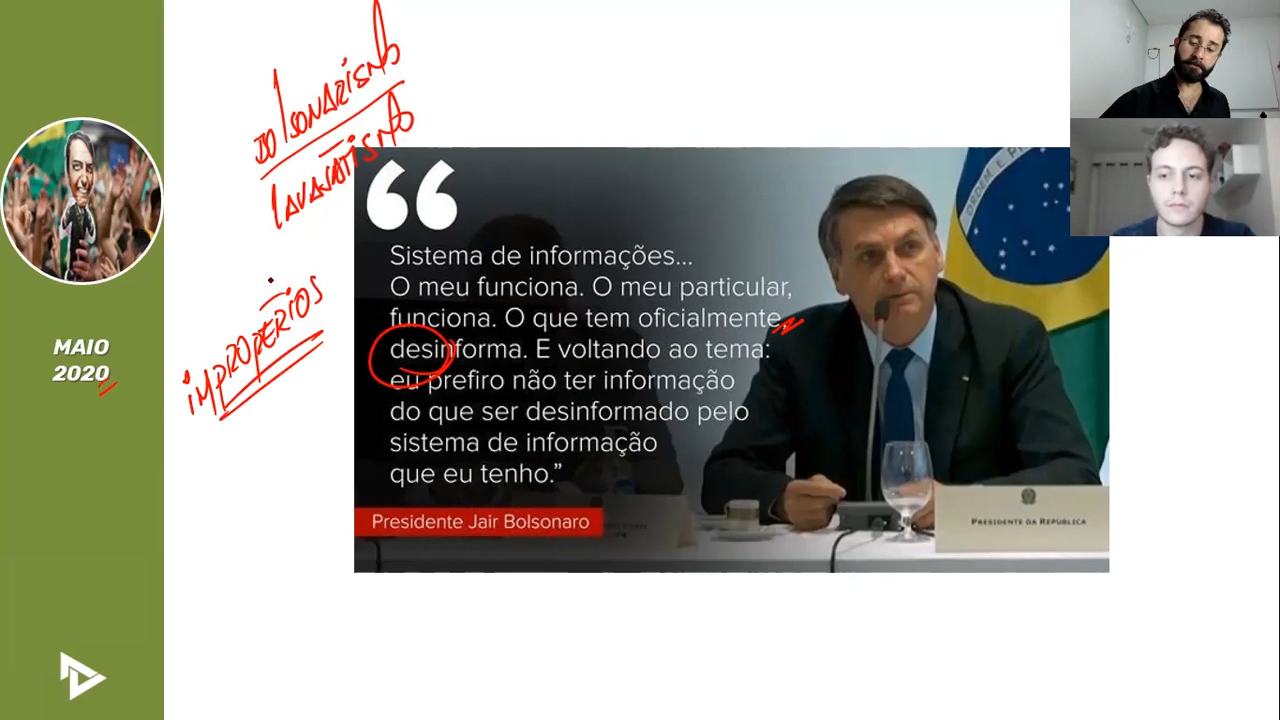 BOLSONARISMO
LAVAJATISMO
IMPROPÉRIOS
MAIO
2020
“
Sistema de informações...
O meu funciona. O meu particular,
funciona. O que tem oficialmente,
desinforma. E voltando ao tema:
eu prefiro não ter informação
do que ser desinformado pelo
sistema de informação
que eu tenho.”
Presidente Jair Bolsonaro
ORDEM E P
PRESIDENTE DA REPÚBLICA